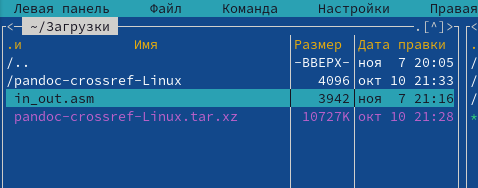 Левая панель Файл Команда Настройки Правая
<─ ~/Загрузки .[^]>
.и Имя Размер Дата правки
/.. -ВВЕРХ- ноя 7 20:05
/pandoc-crossref-Linux 4096 окт 10 21:33
in_out.asm 3942 ноя 7 21:16
pandoc-crossref-Linux.tar.xz 10727K окт 10 21:28